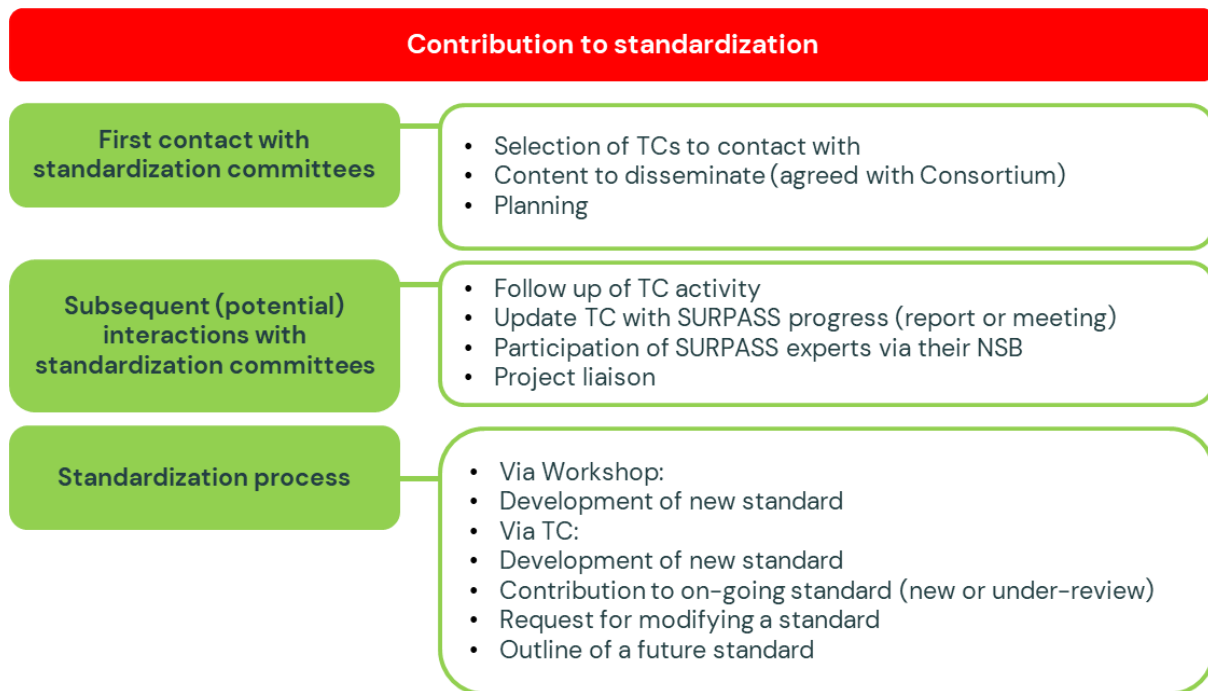 Contribution to standardization
First contact with
standardization committees
• Selection of TCs to contact with
• Content to disseminate (agreed with Consortium)
• Planning
Subsequent (potential)
interactions with
standardization committees
• Follow up of TC activity
• Update TC with SURPASS progress (report or meeting)
• Participation of SURPASS experts via their NSB
• Project liaison
Standardization process
• Via Workshop:
• Development of new standard
• Via TC:
• Development of new standard
• Contribution to on-going standard (new or under-review)
• Request for modifying a standard
• Outline of a future standard